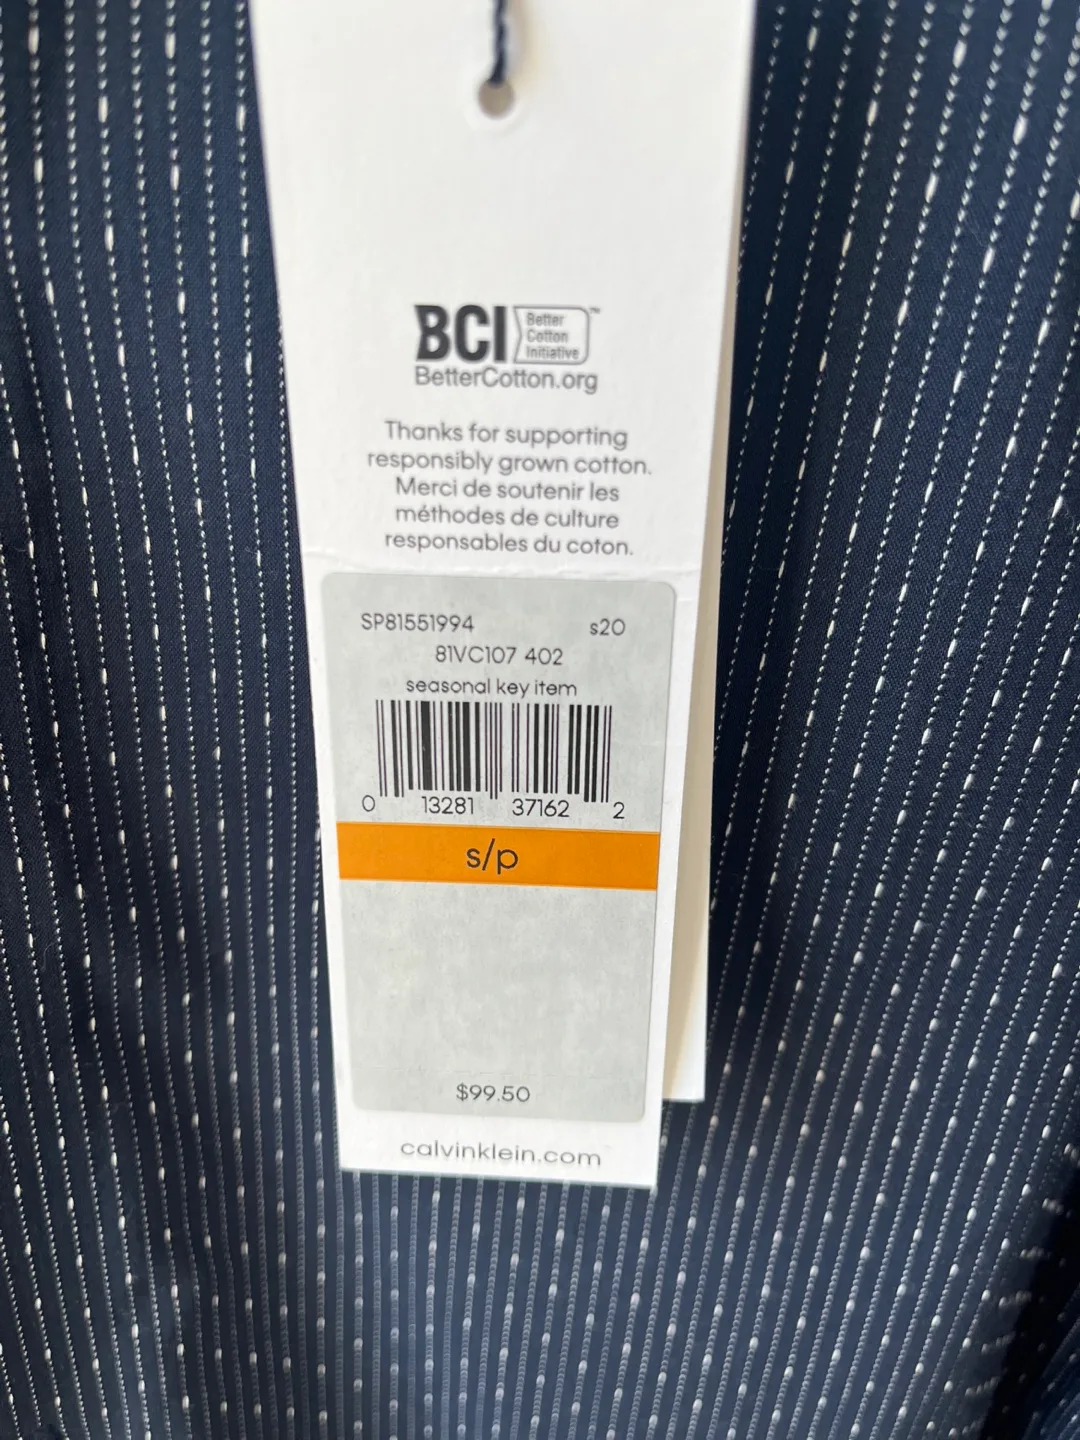 BCI Better
Cotton
Initiative™
BetterCotton.org
Thanks for supporting
responsibly grown cotton.
Merci de soutenir les
méthodes de culture
responsables du coton.
SP81551994 s20
81VC107 402
seasonal key item
0 13281 37162 2
s/p
$99.50
calvinklein.com